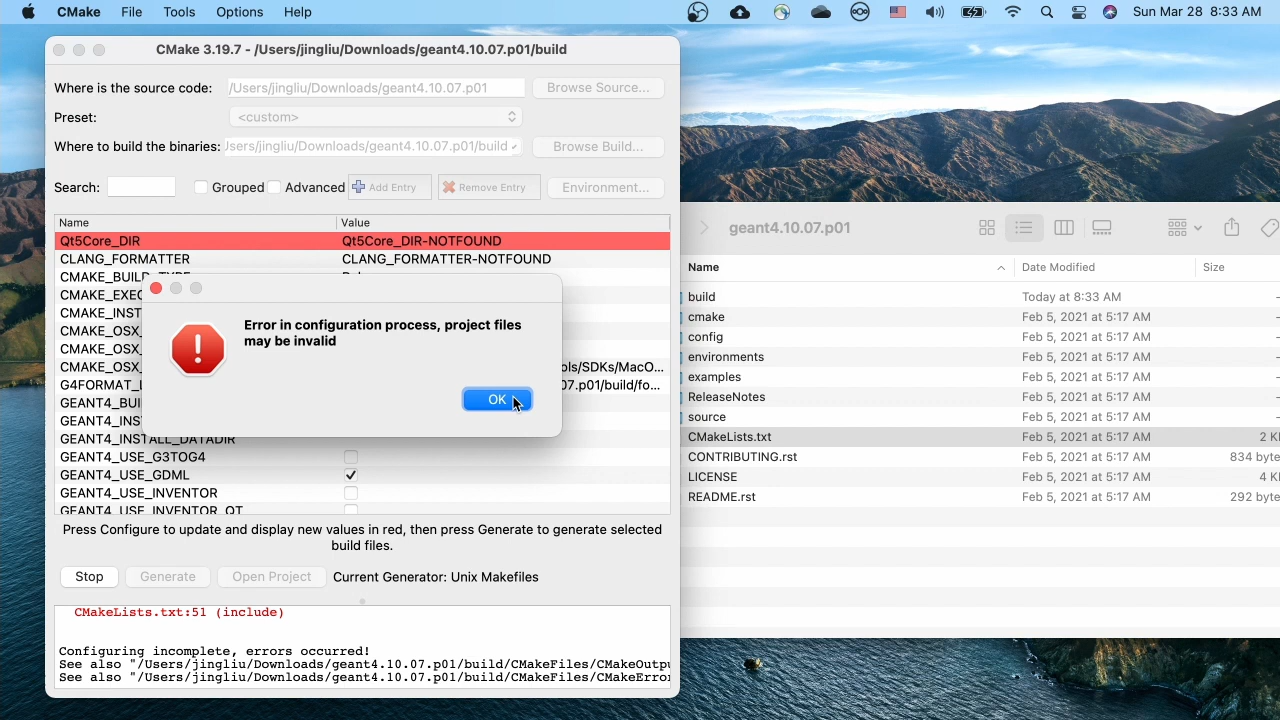 CMake File Tools Options Help
Sun Mar 28 8:33 AM
CMake 3.19.7 - /Users/jingliu/Downloads/geant4.10.07.p01/build
Where is the source code: /Users/jingliu/Downloads/geant4.10.07.p01 Browse Source...
Preset: <custom>
Where to build the binaries: Jsers/jingliu/Downloads/geant4.10.07.p01/build Browse Build...
Search: Grouped Advanced Add Entry Remove Entry Environment...
Name Value
Qt5Core_DIR Qt5Core_DIR-NOTFOUND
CLANG_FORMATTER CLANG_FORMATTER-NOTFOUND
CMAKE_BUILD_TYPE
CMAKE_EXEC
CMAKE_INST
CMAKE_OSX_
CMAKE_OSX_
CMAKE_OSX_ ols/SDKs/MacO...
G4FORMAT_ 07.p01/build/fo...
GEANT4_BUI
GEANT4_INS
GEANT4_INSTALL_DATADIR
GEANT4_USE_G3TOG4
GEANT4_USE_GDML
GEANT4_USE_INVENTOR
GEANT4_USE_INVENTOR_QT
Error in configuration process, project files
may be invalid
OK
Press Configure to update and display new values in red, then press Generate to generate selected
build files.
Stop Generate Open Project Current Generator: Unix Makefiles
CMakeLists.txt:51 (include)
Configuring incomplete, errors occurred!
See also "/Users/jingliu/Downloads/geant4.10.07.p01/build/CMakeFiles/CMakeOutpu
See also "/Users/jingliu/Downloads/geant4.10.07.p01/build/CMakeFiles/CMakeError
geant4.10.07.p01
Name Date Modified Size
build Today at 8:33 AM --
cmake Feb 5, 2021 at 5:17 AM
config Feb 5, 2021 at 5:17 AM
environments Feb 5, 2021 at 5:17 AM
examples Feb 5, 2021 at 5:17 AM
ReleaseNotes Feb 5, 2021 at 5:17 AM
source Feb 5, 2021 at 5:17 AM
CMakeLists.txt Feb 5, 2021 at 5:17 AM 2 K
CONTRIBUTING.rst Feb 5, 2021 at 5:17 AM 834 byte
LICENSE Feb 5, 2021 at 5:17 AM 4 K
README.rst Feb 5, 2021 at 5:17 AM 292 byte